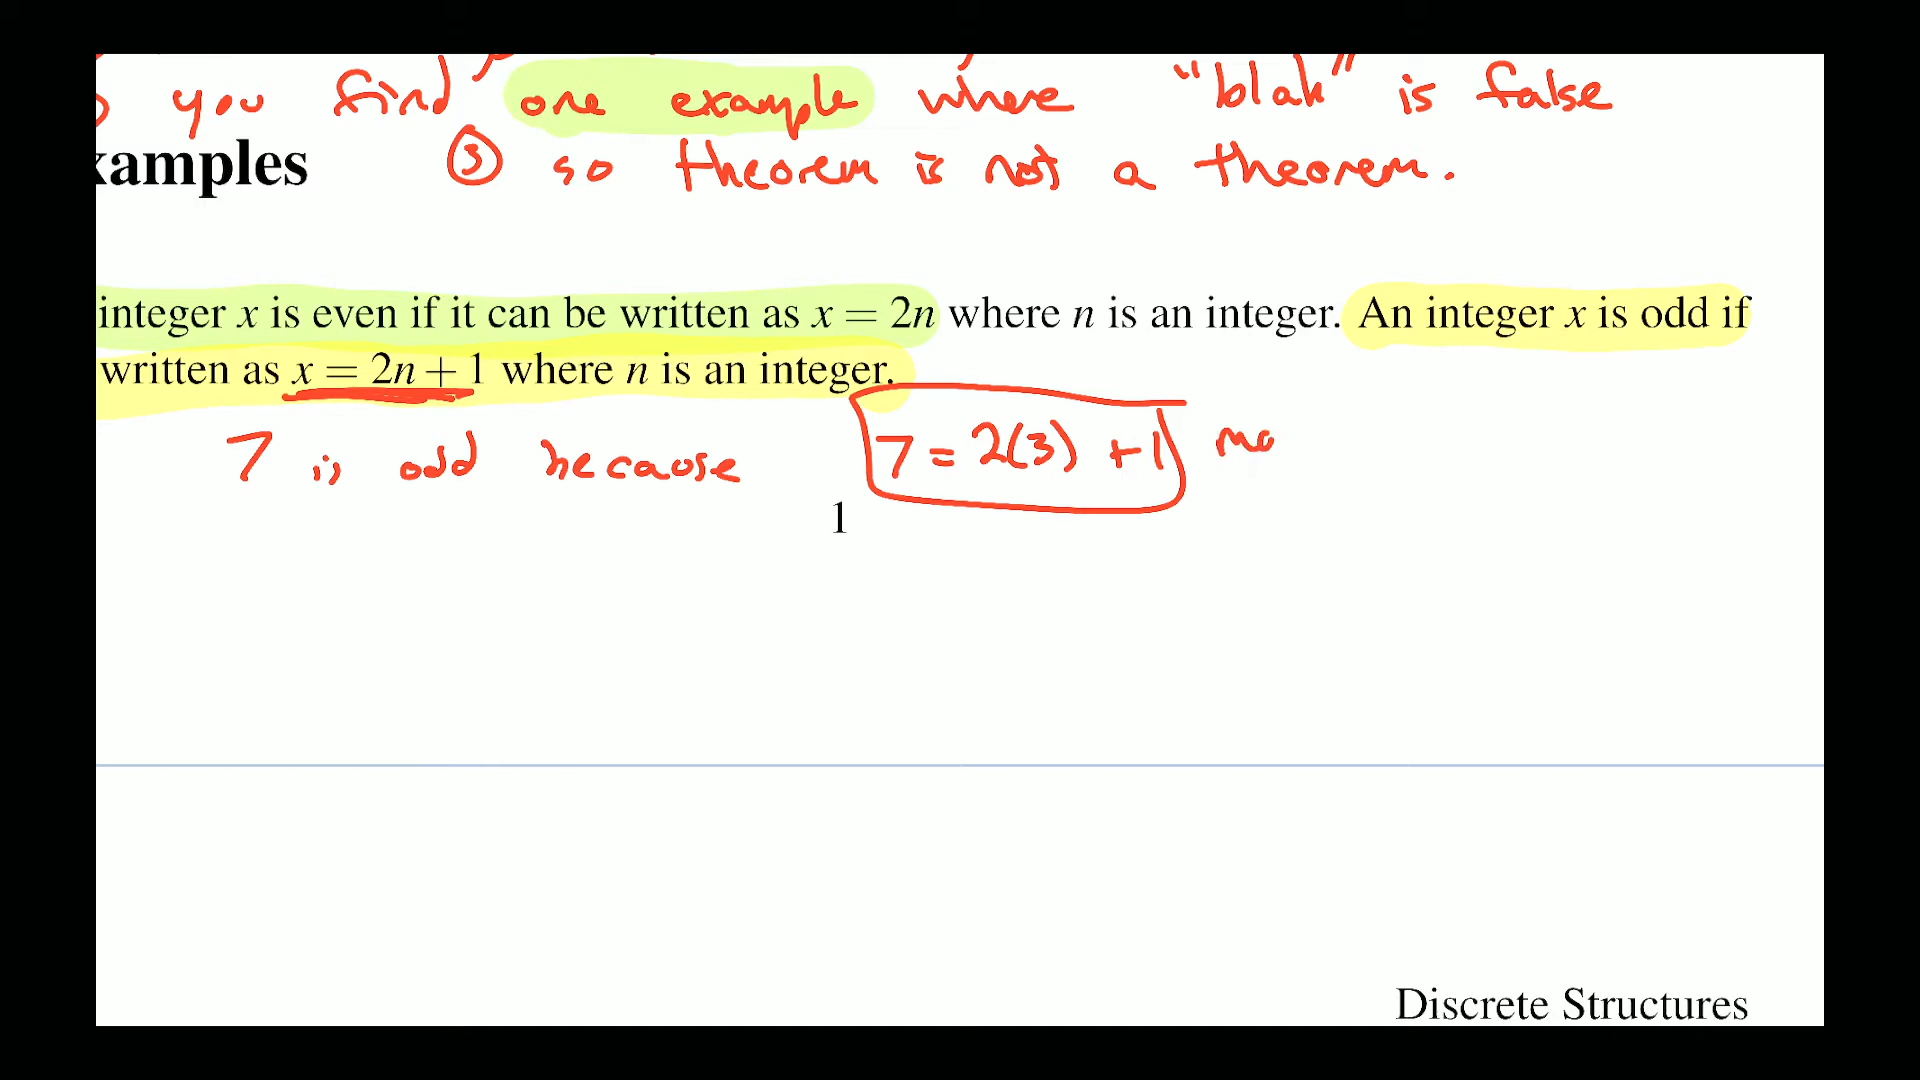 you find one example where "blah" is false
xamples ③ so theorem is not a theorem.
integer x is even if it can be written as x = 2n where n is an integer. An integer x is odd if
written as x = 2n + 1 where n is an integer.
7 is odd because 7 = 2(3) + 1
1
Discrete Structures